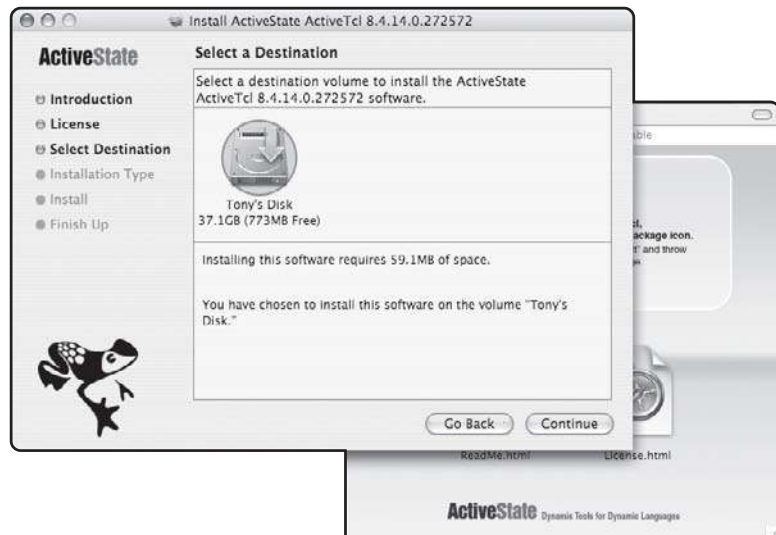 Install ActiveState ActiveTcl 8.4.14.0.272572
ActiveState
Select a Destination
Introduction
License
Select Destination
Installation Type
Install
Finish Up
Select a destination volume to install the ActiveState
ActiveTcl 8.4.14.0.272572 software.
Tony's Disk
37.1GB (773MB Free)
Installing this software requires 59.1MB of space.
You have chosen to install this software on the volume "Tony's
Disk."
Go Back
Continue
ackage icon.
and throw
ReadMe.html
License.html
ActiveState Dynamic Tools for Dynamic Languages